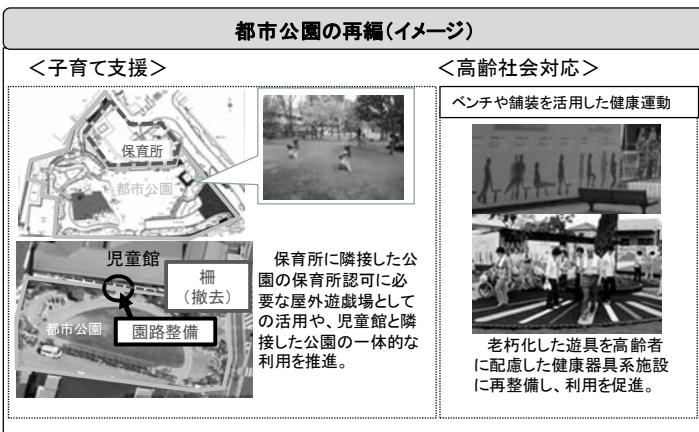 都市公園の再編(イメージ)
＜子育て支援＞
保育所
都市公園
児童館
柵
(撤去)
都市公園
園路整備
保育所に隣接した公
園の保育所認可に必
要な屋外遊戯場として
の活用や、児童館と隣
接した公園の一体的な
利用を推進。
＜高齢社会対応＞
ベンチや舗装を活用した健康運動
老朽化した遊具を高齢者
に配慮した健康器具系施設
に再整備し、利用を促進。